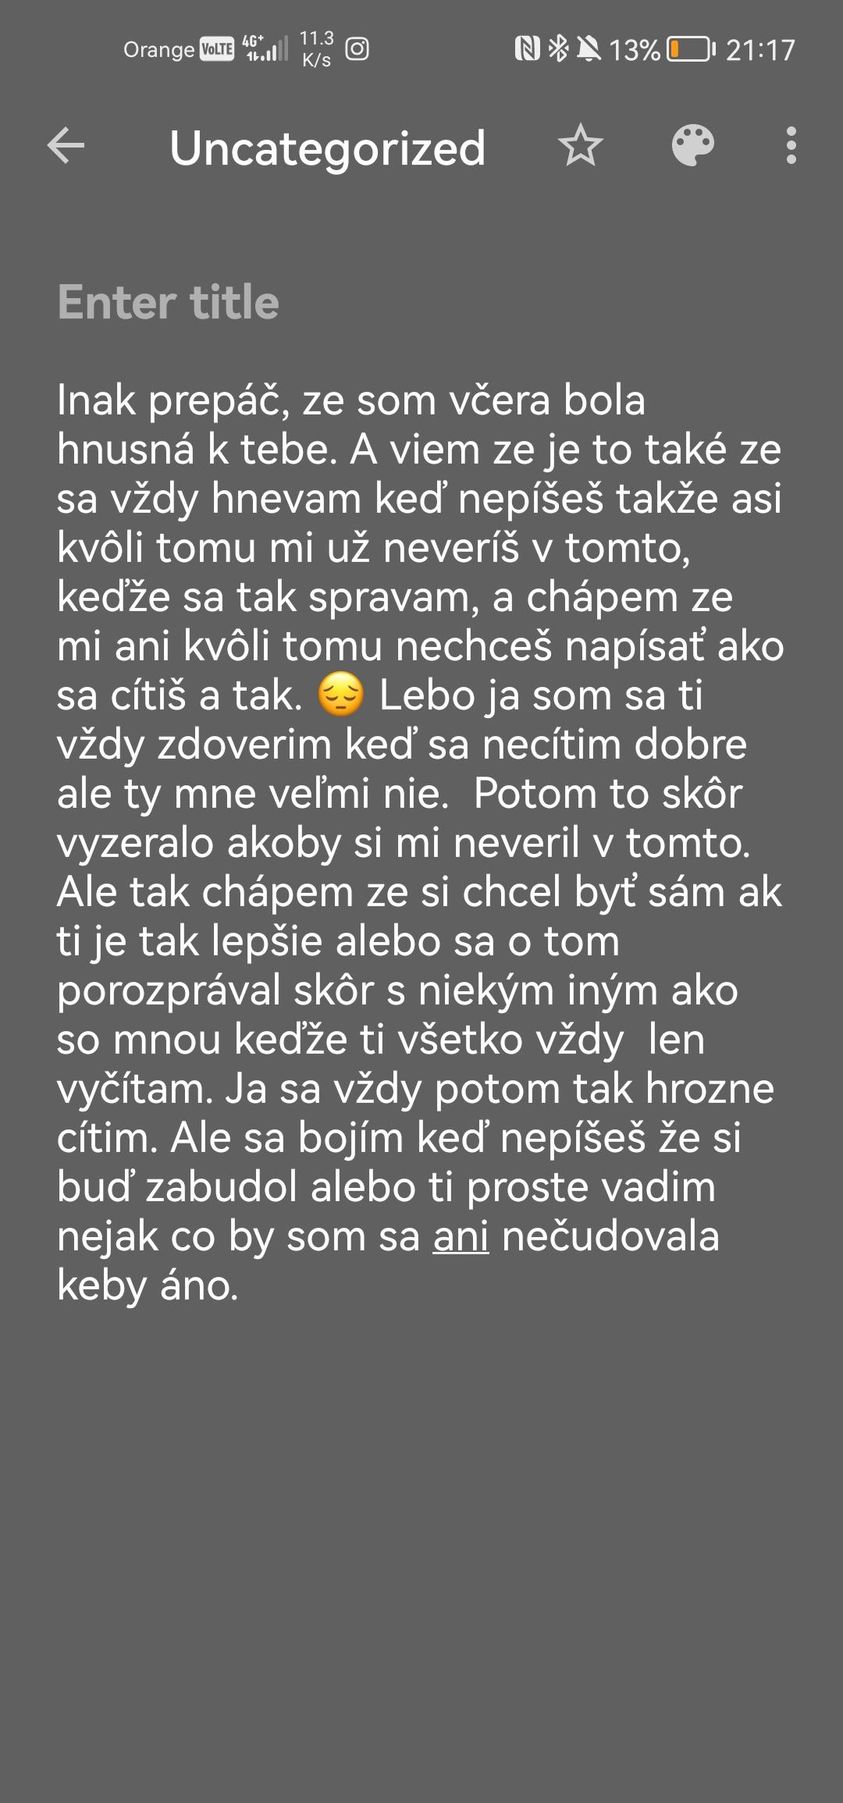 Orange VoLTE 4G+ 11.3 K/s 13% 21:17
Uncategorized
Enter title
Inak prepáč, ze som včera bola
hnusná k tebe. A viem ze je to také ze
sa vždy hnevam keď nepíšeš takže asi
kvôli tomu mi už neveríš v tomto,
keďže sa tak spravam, a chápem ze
mi ani kvôli tomu nechceš napísať ako
sa cítiš a tak. 😔 Lebo ja som sa ti
vždy zdoverim keď sa necítim dobre
ale ty mne veľmi nie.  Potom to skôr
vyzeralo akoby si mi neveril v tomto.
Ale tak chápem ze si chcel byť sám ak
ti je tak lepšie alebo sa o tom
porozprával skôr s niekým iným ako
so mnou keďže ti všetko vždy  len
vyčítam. Ja sa vždy potom tak hrozne
cítim. Ale sa bojím keď nepíšeš že si
buď zabudol alebo ti proste vadim
nejak co by som sa ani nečudovala
keby áno.